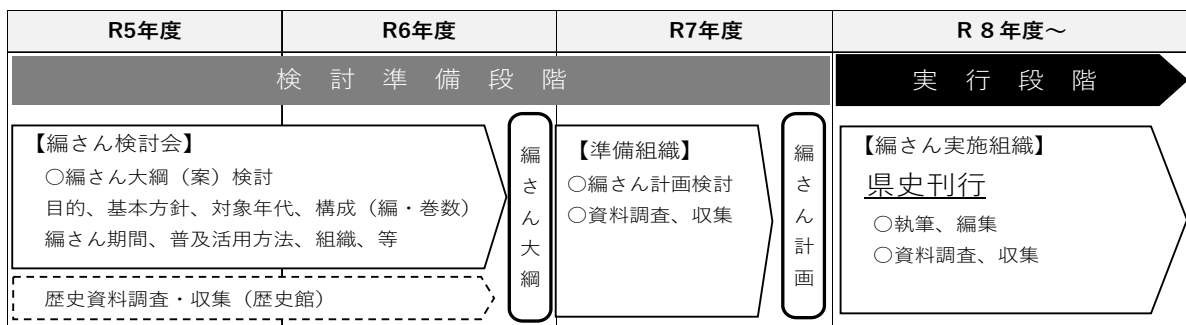 R5年度
R6年度
R7年度
R８年度～
検討準備段階
実行段階
【編さん検討会】
○編さん大綱（案）検討
目的、基本方針、対象年代、構成（編・巻数）
編さん期間、普及活用方法、組織、等
歴史資料調査・収集（歴史館）
編さん大綱
【準備組織】
○編さん計画検討
○資料調査、収集
編さん計画
【編さん実施組織】
県史刊行
○執筆、編集
○資料調査、収集